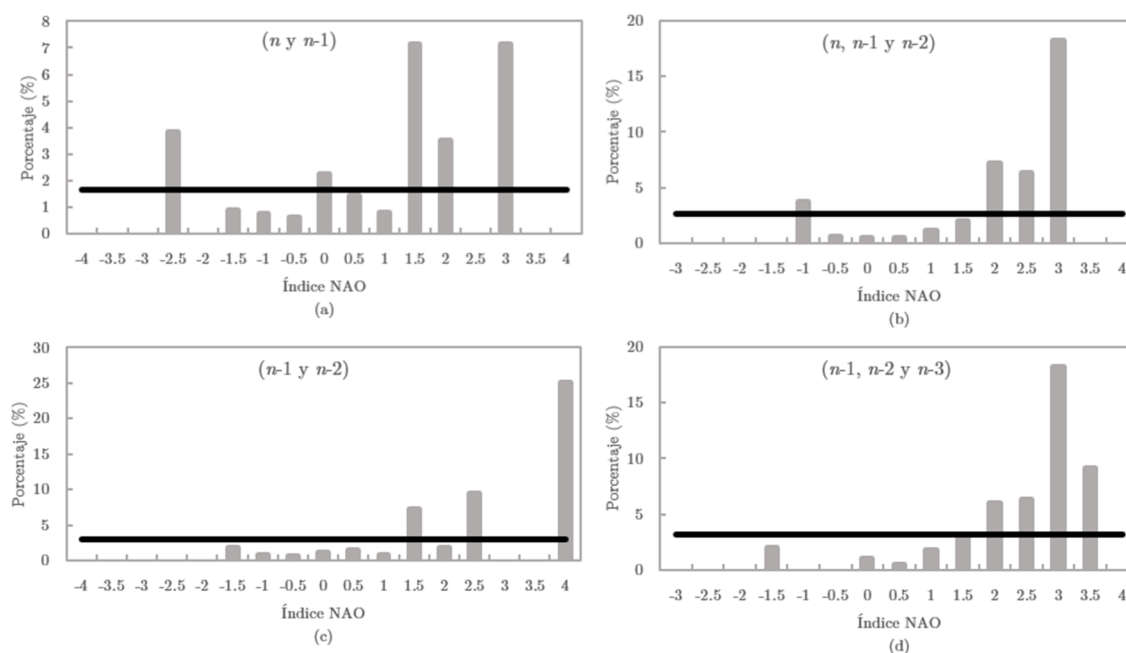 (n y n-1)
Porcentaje (%)
8
7
6
5
4
3
2
1
0
-4 -3.5 -3 -2.5 -2 -1.5 -1 -0.5 0 0.5 1 1.5 2 2.5 3 3.5 4
Índice NAO
(a)
(n, n-1 y n-2)
Porcentaje (%)
20
15
10
5
0
-3 -2.5 -2 -1.5 -1 -0.5 0 0.5 1 1.5 2 2.5 3 3.5 4
Índice NAO
(b)
(n-1 y n-2)
Porcentaje (%)
30
25
20
15
10
5
0
-4 -3.5 -3 -2.5 -2 -1.5 -1 -0.5 0 0.5 1 1.5 2 2.5 3 3.5 4
Índice NAO
(c)
(n-1, n-2 y n-3)
Porcentaje (%)
20
15
10
5
0
-3 -2.5 -2 -1.5 -1 -0.5 0 0.5 1 1.5 2 2.5 3 3.5 4
Índice NAO
(d)